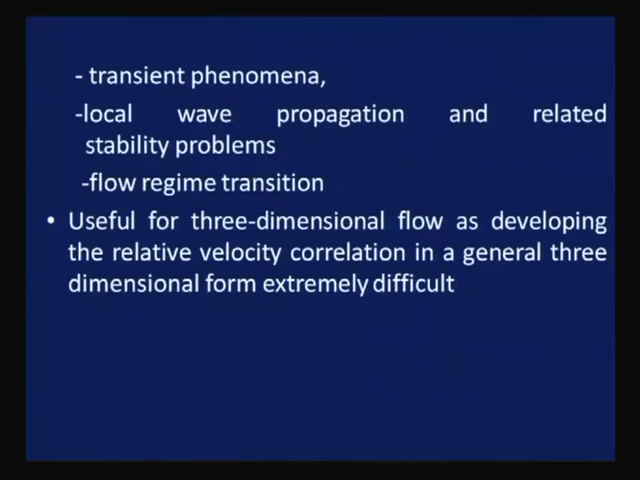 - transient phenomena,
-local wave propagation and related
stability problems
-flow regime transition
• Useful for three-dimensional flow as developing
the relative velocity correlation in a general three
dimensional form extremely difficult